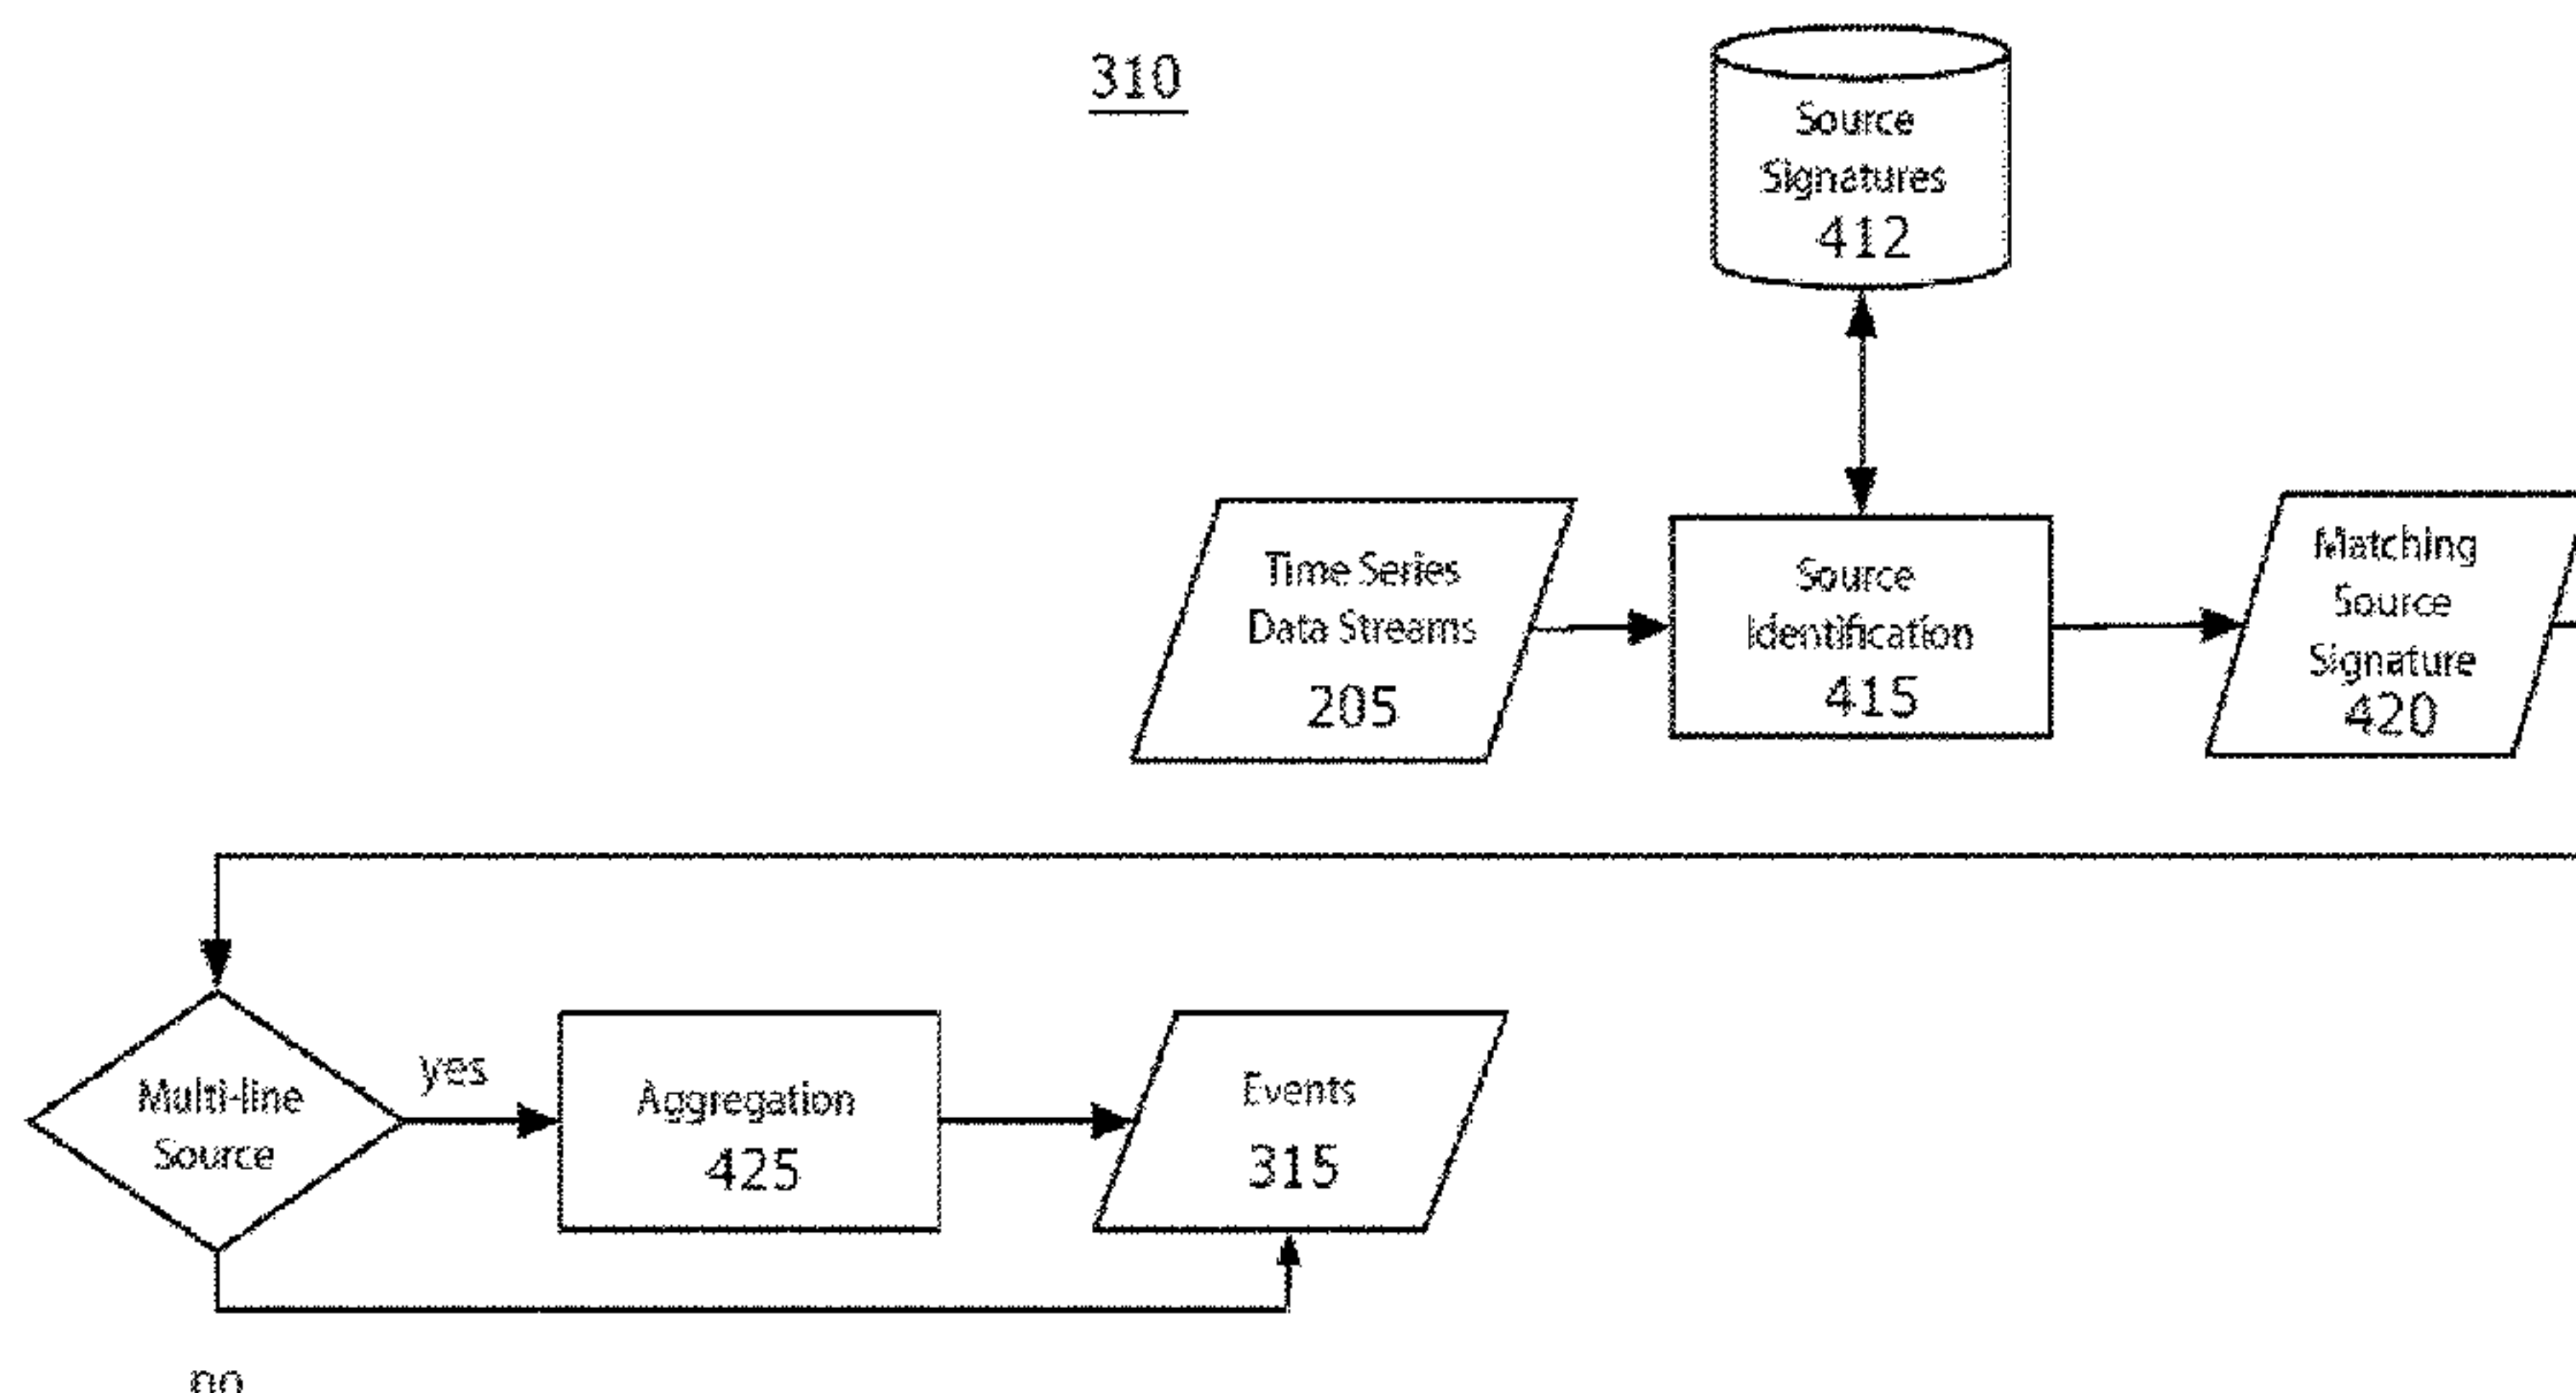 310
Source
Signatures
412
Time Series
Data Streams
205
Source
Identification
415
Matching
Source
Signature
420
Multi-line
Source
yes
Aggregation
425
Events
315
no